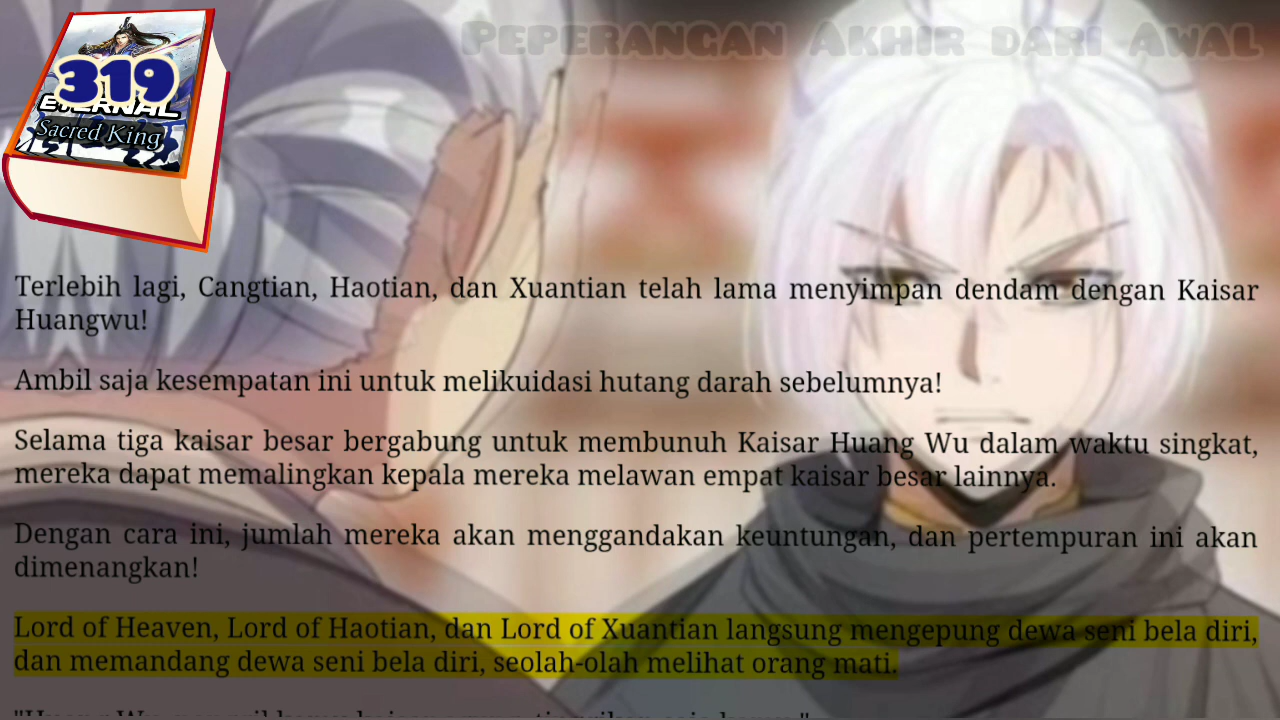 Peperangan Akhir dari Awal
319
ETERNAL
Sacred King
Terlebih lagi, Cangtian, Haotian, dan Xuantian telah lama menyimpan dendam dengan Kaisar
Huangwu!
Ambil saja kesempatan ini untuk melikuidasi hutang darah sebelumnya!
Selama tiga kaisar besar bergabung untuk membunuh Kaisar Huang Wu dalam waktu singkat,
mereka dapat memalingkan kepala mereka melawan empat kaisar besar lainnya.
Dengan cara ini, jumlah mereka akan menggandakan keuntungan, dan pertempuran ini akan
dimenangkan!
Lord of Heaven, Lord of Haotian, dan Lord of Xuantian langsung mengepung dewa seni bela diri,
dan memandang dewa seni bela diri, seolah-olah melihat orang mati.